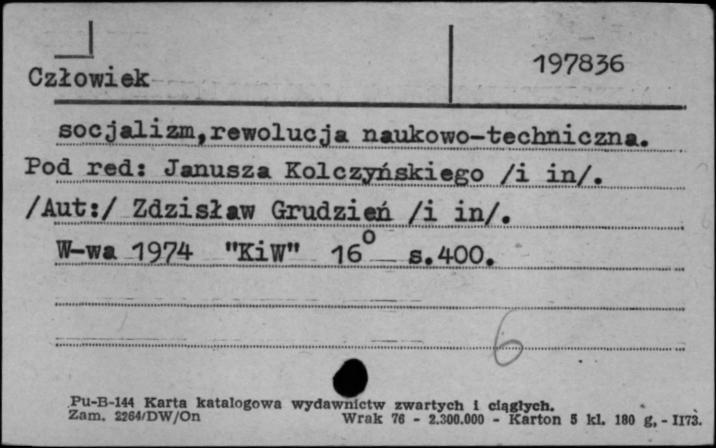 197836
Człowiek
socjalizm,rewolucja naukowo-techniczna.
Pod red: Janusza Kolczyńskiego /i in/.
/Aut:/ Zdzisław Grudzień /i in/.
W-wa 1974 "KiW" 16° s.400.
6
Pu-B-144 Karta katalogowa wydawnictw zwartych i ciągłych.
Zam. 2264/DW/On Wrak 76 - 2.300.000 - Karton 5 kl. 180 g, - II73.